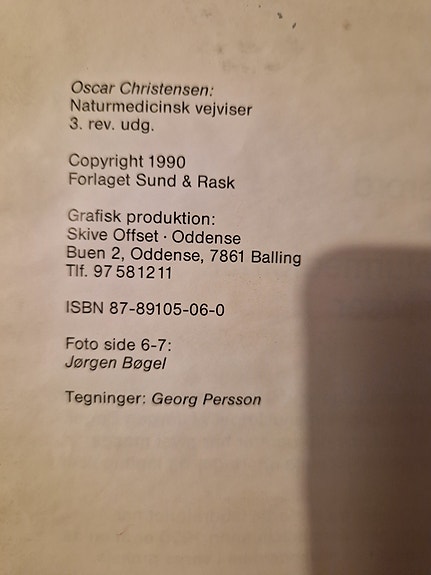 Oscar Christensen:
Naturmedicinsk vejviser
3. rev. udg.
Copyright 1990
Forlaget Sund & Rask
Grafisk produktion:
Skive Offset · Oddense
Buen 2, Oddense, 7861 Balling
Tlf. 97 58 12 11
ISBN 87-89105-06-0
Foto side 6-7:
Jørgen Bøgel
Tegninger: Georg Persson